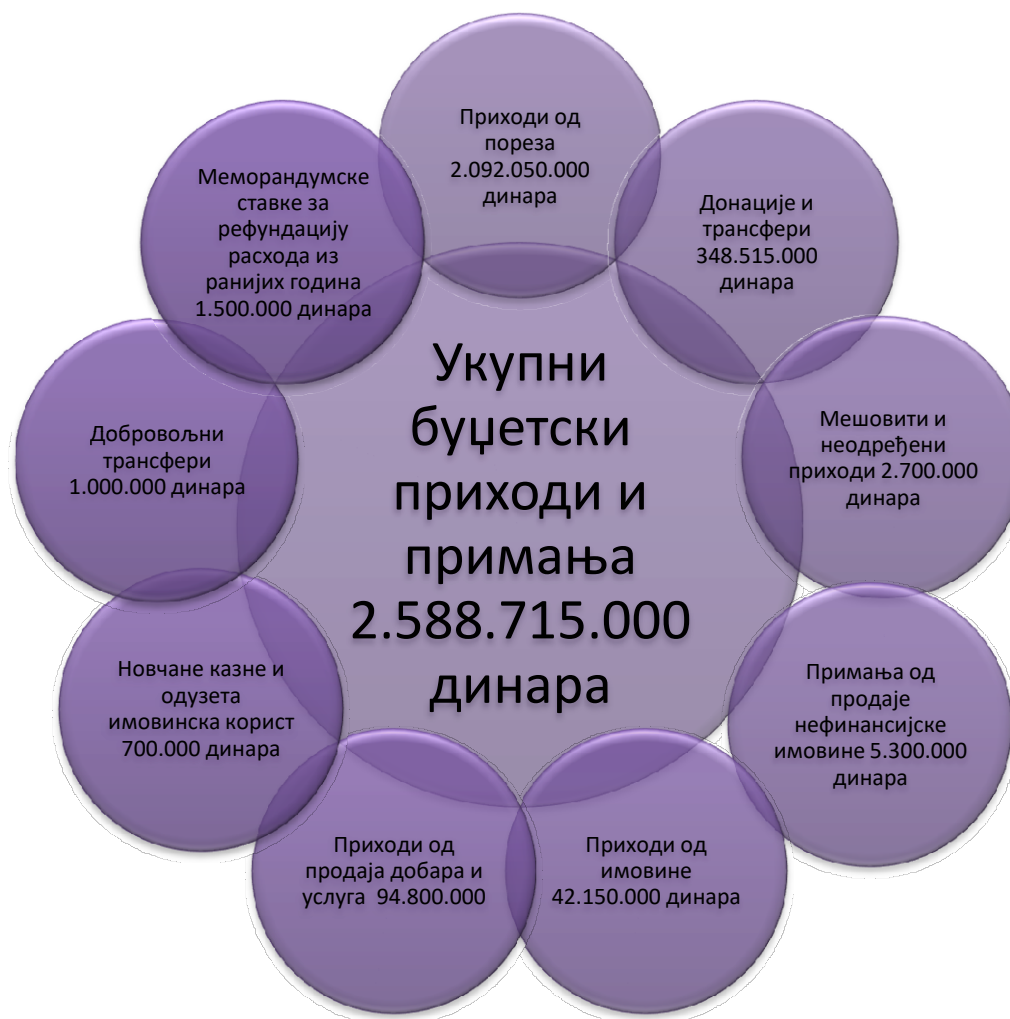 Приходи од
пореза
2.092.050.000
динара
Донације и
трансфери
348.515.000
динара
Мешовити и
неодређени
приходи 2.700.000
динара
Примања од
продаје
нефинансијске
имовине 5.300.000
динара
Приходи од
имовине
42.150.000 динара
Приходи од
продаја добара и
услуга 94.800.000
Новчане казне и
одузета
имовинска корист
700.000 динара
Добровољни
трансфери
1.000.000 динара
Меморандумске
ставке за
рефундацију
расхода из
ранијих година
1.500.000 динара
Укупни
буџетски
приходи и
примања
2.588.715.000
динара